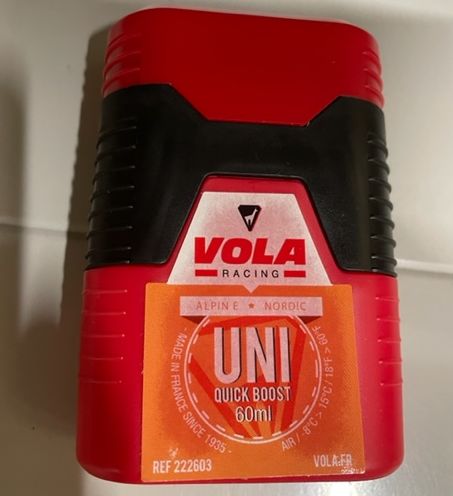 VOLA
RACING
ALPIN E ★ NORDIC
UNI
QUICK BOOST
60ml
- MADE IN FRANCE SINCE 1935 -
AIR / -8°C > 15°C / 18°F > 60°F
REF 222603
VOLA.FR